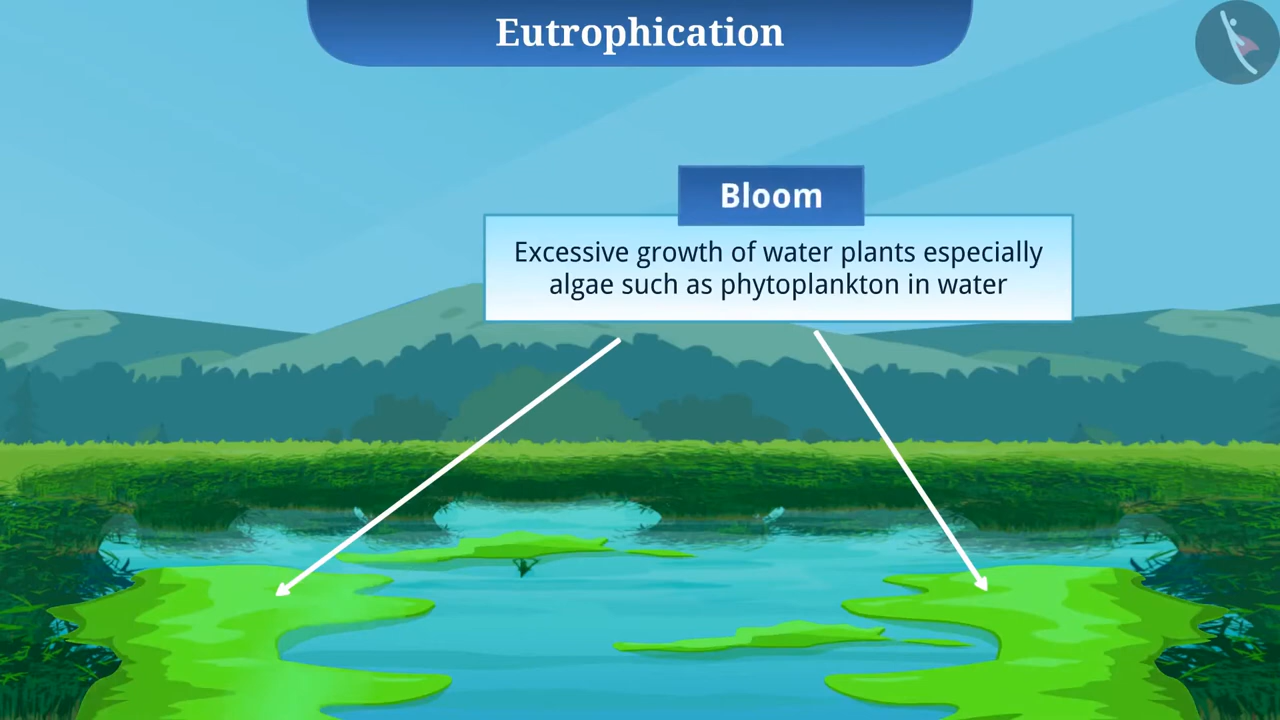 Eutrophication
Bloom
Excessive growth of water plants especially
algae such as phytoplankton in water